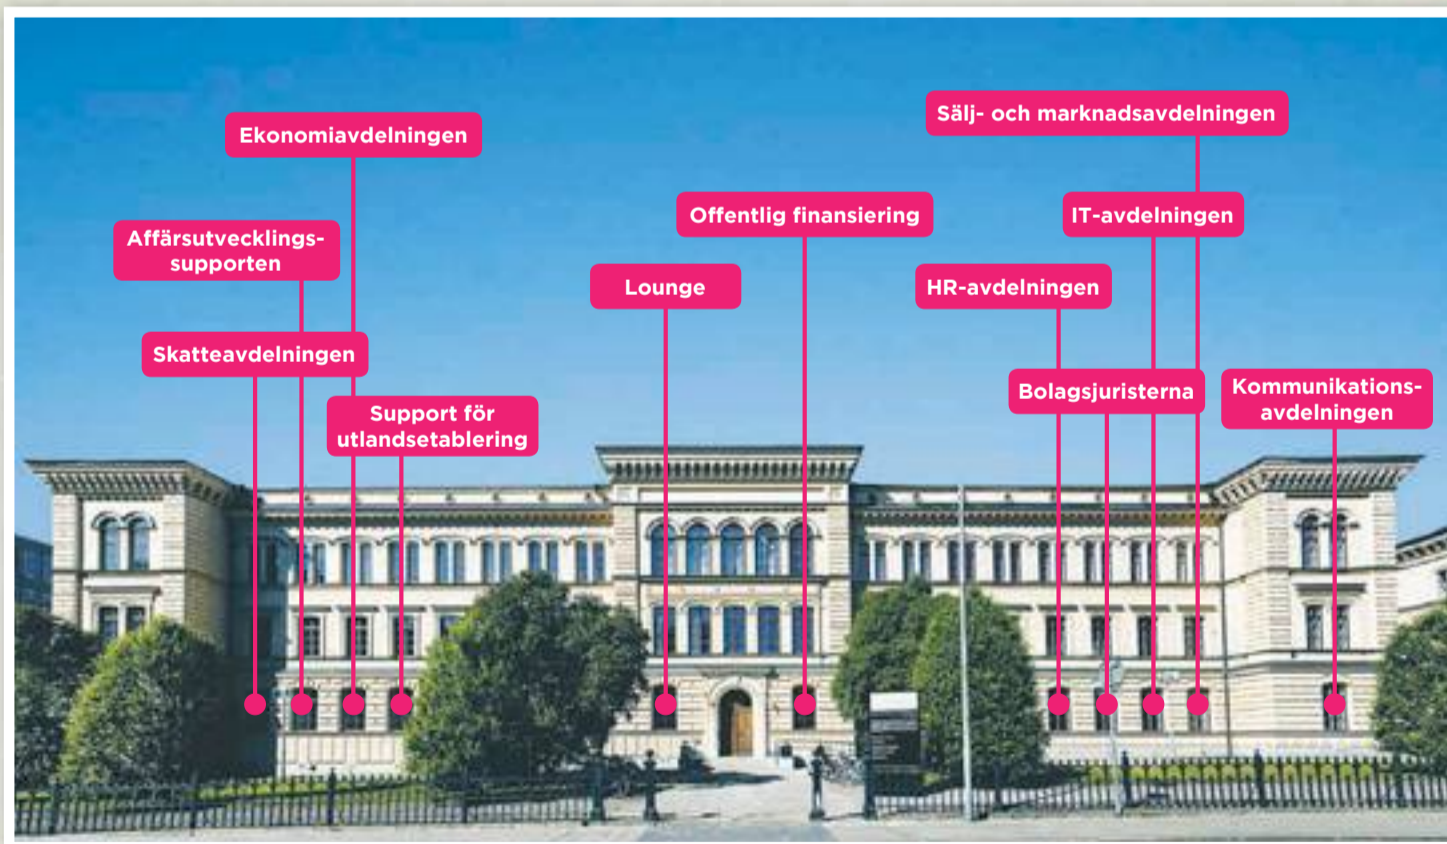 Sälj- och marknadsavdelningen
Ekonomiavdelningen
Offentlig finansiering
IT-avdelningen
Affärsutvecklings-
supporten
Lounge
HR-avdelningen
Skatteavdelningen
Bolagsjuristerna
Kommunikations-
avdelningen
Support för
utlandsetablering